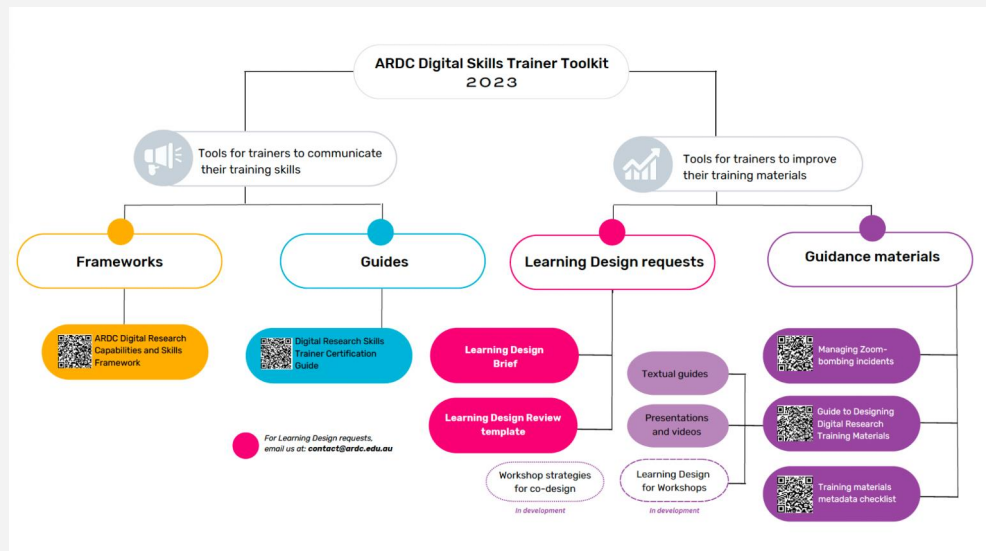 ARDC Digital Skills Trainer Toolkit
2023
Tools for trainers to communicate
their training skills
Tools for trainers to improve
their training materials
Frameworks
Guides
Learning Design requests
Guidance materials
ARDC Digital Research
Capabilities and Skills
Framework
Digital Research Skills
Trainer Certification
Guide
Learning Design
Brief
Textual guides
Managing Zoom-
bombing incidents
Learning Design Review
template
Presentations
and videos
Guide to Designing
Digital Research
Training Materials
For Learning Design requests,
email us at: contact@ardc.edu.au
Workshop strategies
for co-design
In development
Learning Design
for Workshops
In development
Training materials
metadata checklist